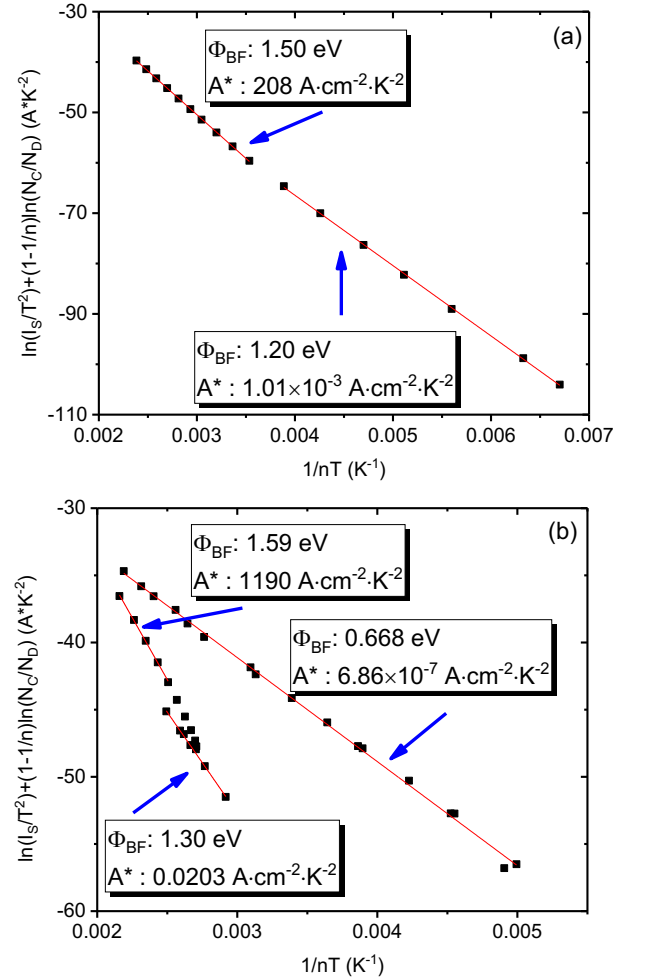 (a)
Φ_BF: 1.50 eV
A* : 208 A·cm⁻²·K⁻²
Φ_BF: 1.20 eV
A* : 1.01×10⁻³ A·cm⁻²·K⁻²
ln(I_S/T²)+(1-1/n)ln(N_C/N_D) (A*K⁻²)
-30
-50
-70
-90
-110
0.002 0.003 0.004 0.005 0.006 0.007
1/nT (K⁻¹)
(b)
Φ_BF: 1.59 eV
A* : 1190 A·cm⁻²·K⁻²
Φ_BF: 0.668 eV
A* : 6.86×10⁻⁷ A·cm⁻²·K⁻²
Φ_BF: 1.30 eV
A* : 0.0203 A·cm⁻²·K⁻²
ln(I_S/T²)+(1-1/n)ln(N_C/N_D) (A*K⁻²)
-30
-40
-50
-60
0.002 0.003 0.004 0.005
1/nT (K⁻¹)